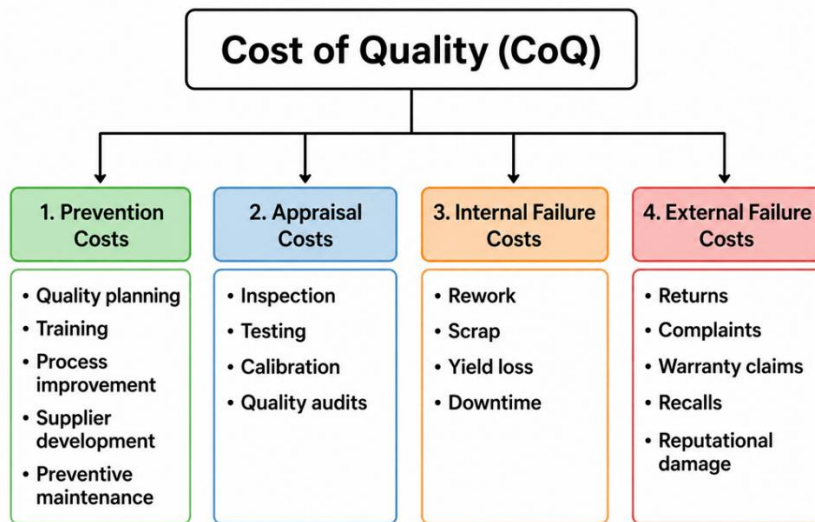 Cost of Quality (CoQ)
1. Prevention
Costs
• Quality planning
• Training
• Process
improvement
• Supplier
development
• Preventive
maintenance
2. Appraisal
Costs
• Inspection
• Testing
• Calibration
• Quality audits
3. Internal Failure
Costs
• Rework
• Scrap
• Yield loss
• Downtime
4. External Failure
Costs
• Returns
• Complaints
• Warranty claims
• Recalls
• Reputational
damage